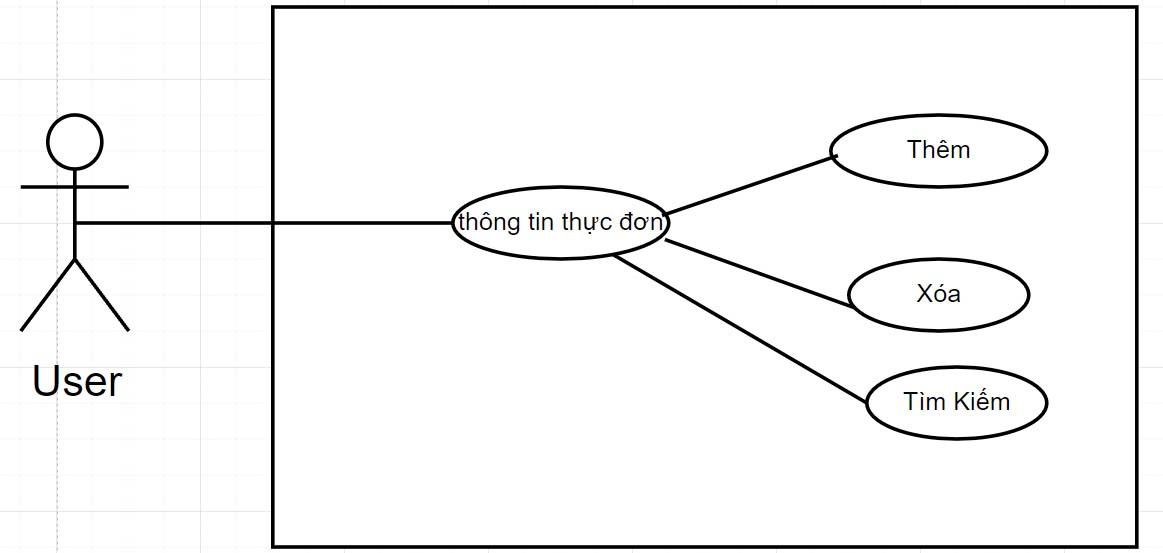 Thêm
thông tin thực đơn
Xóa
User
Tìm Kiếm